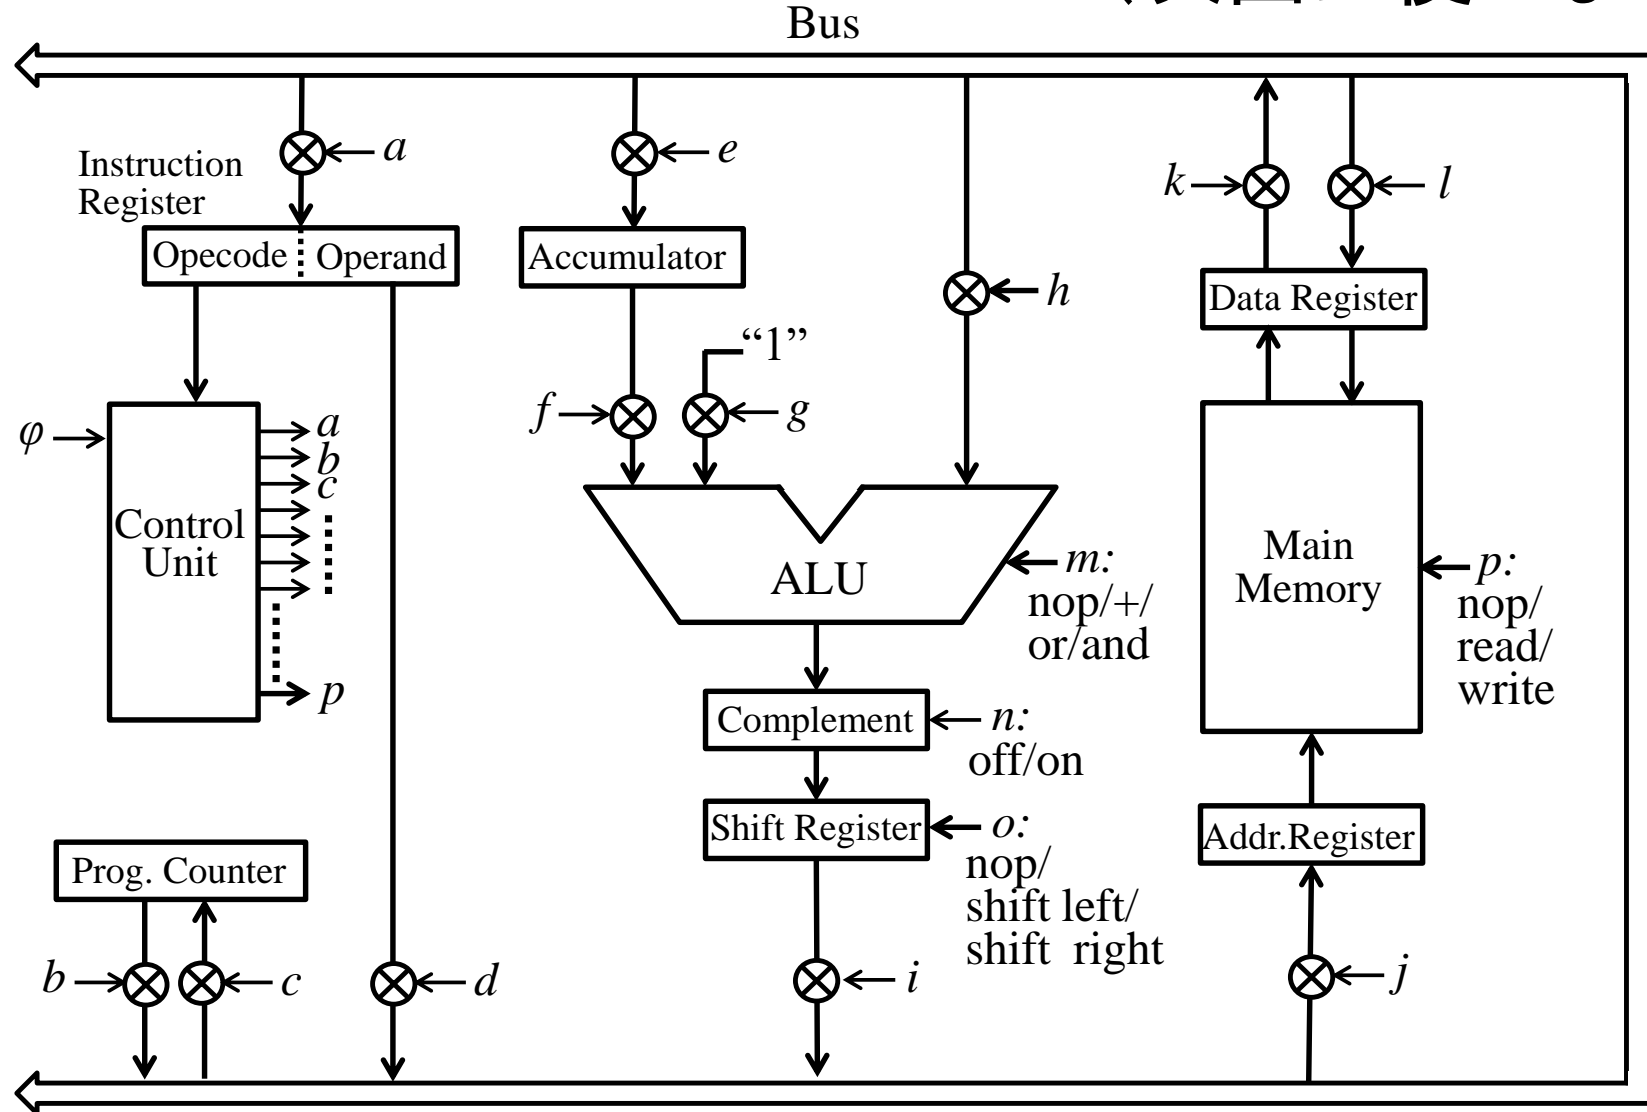 Bus
a
e
k
l
Instruction
Register
Opecode
Operand
Accumulator
h
Data Register
“1”
f
g
φ
a
b
c
Control
Unit
p
ALU
m:
nop/+/
or/and
Main
Memory
p:
nop/
read/
write
Complement
n:
off/on
Shift Register
o:
nop/
shift left/
shift right
Addr.Register
Prog. Counter
b
c
d
i
j